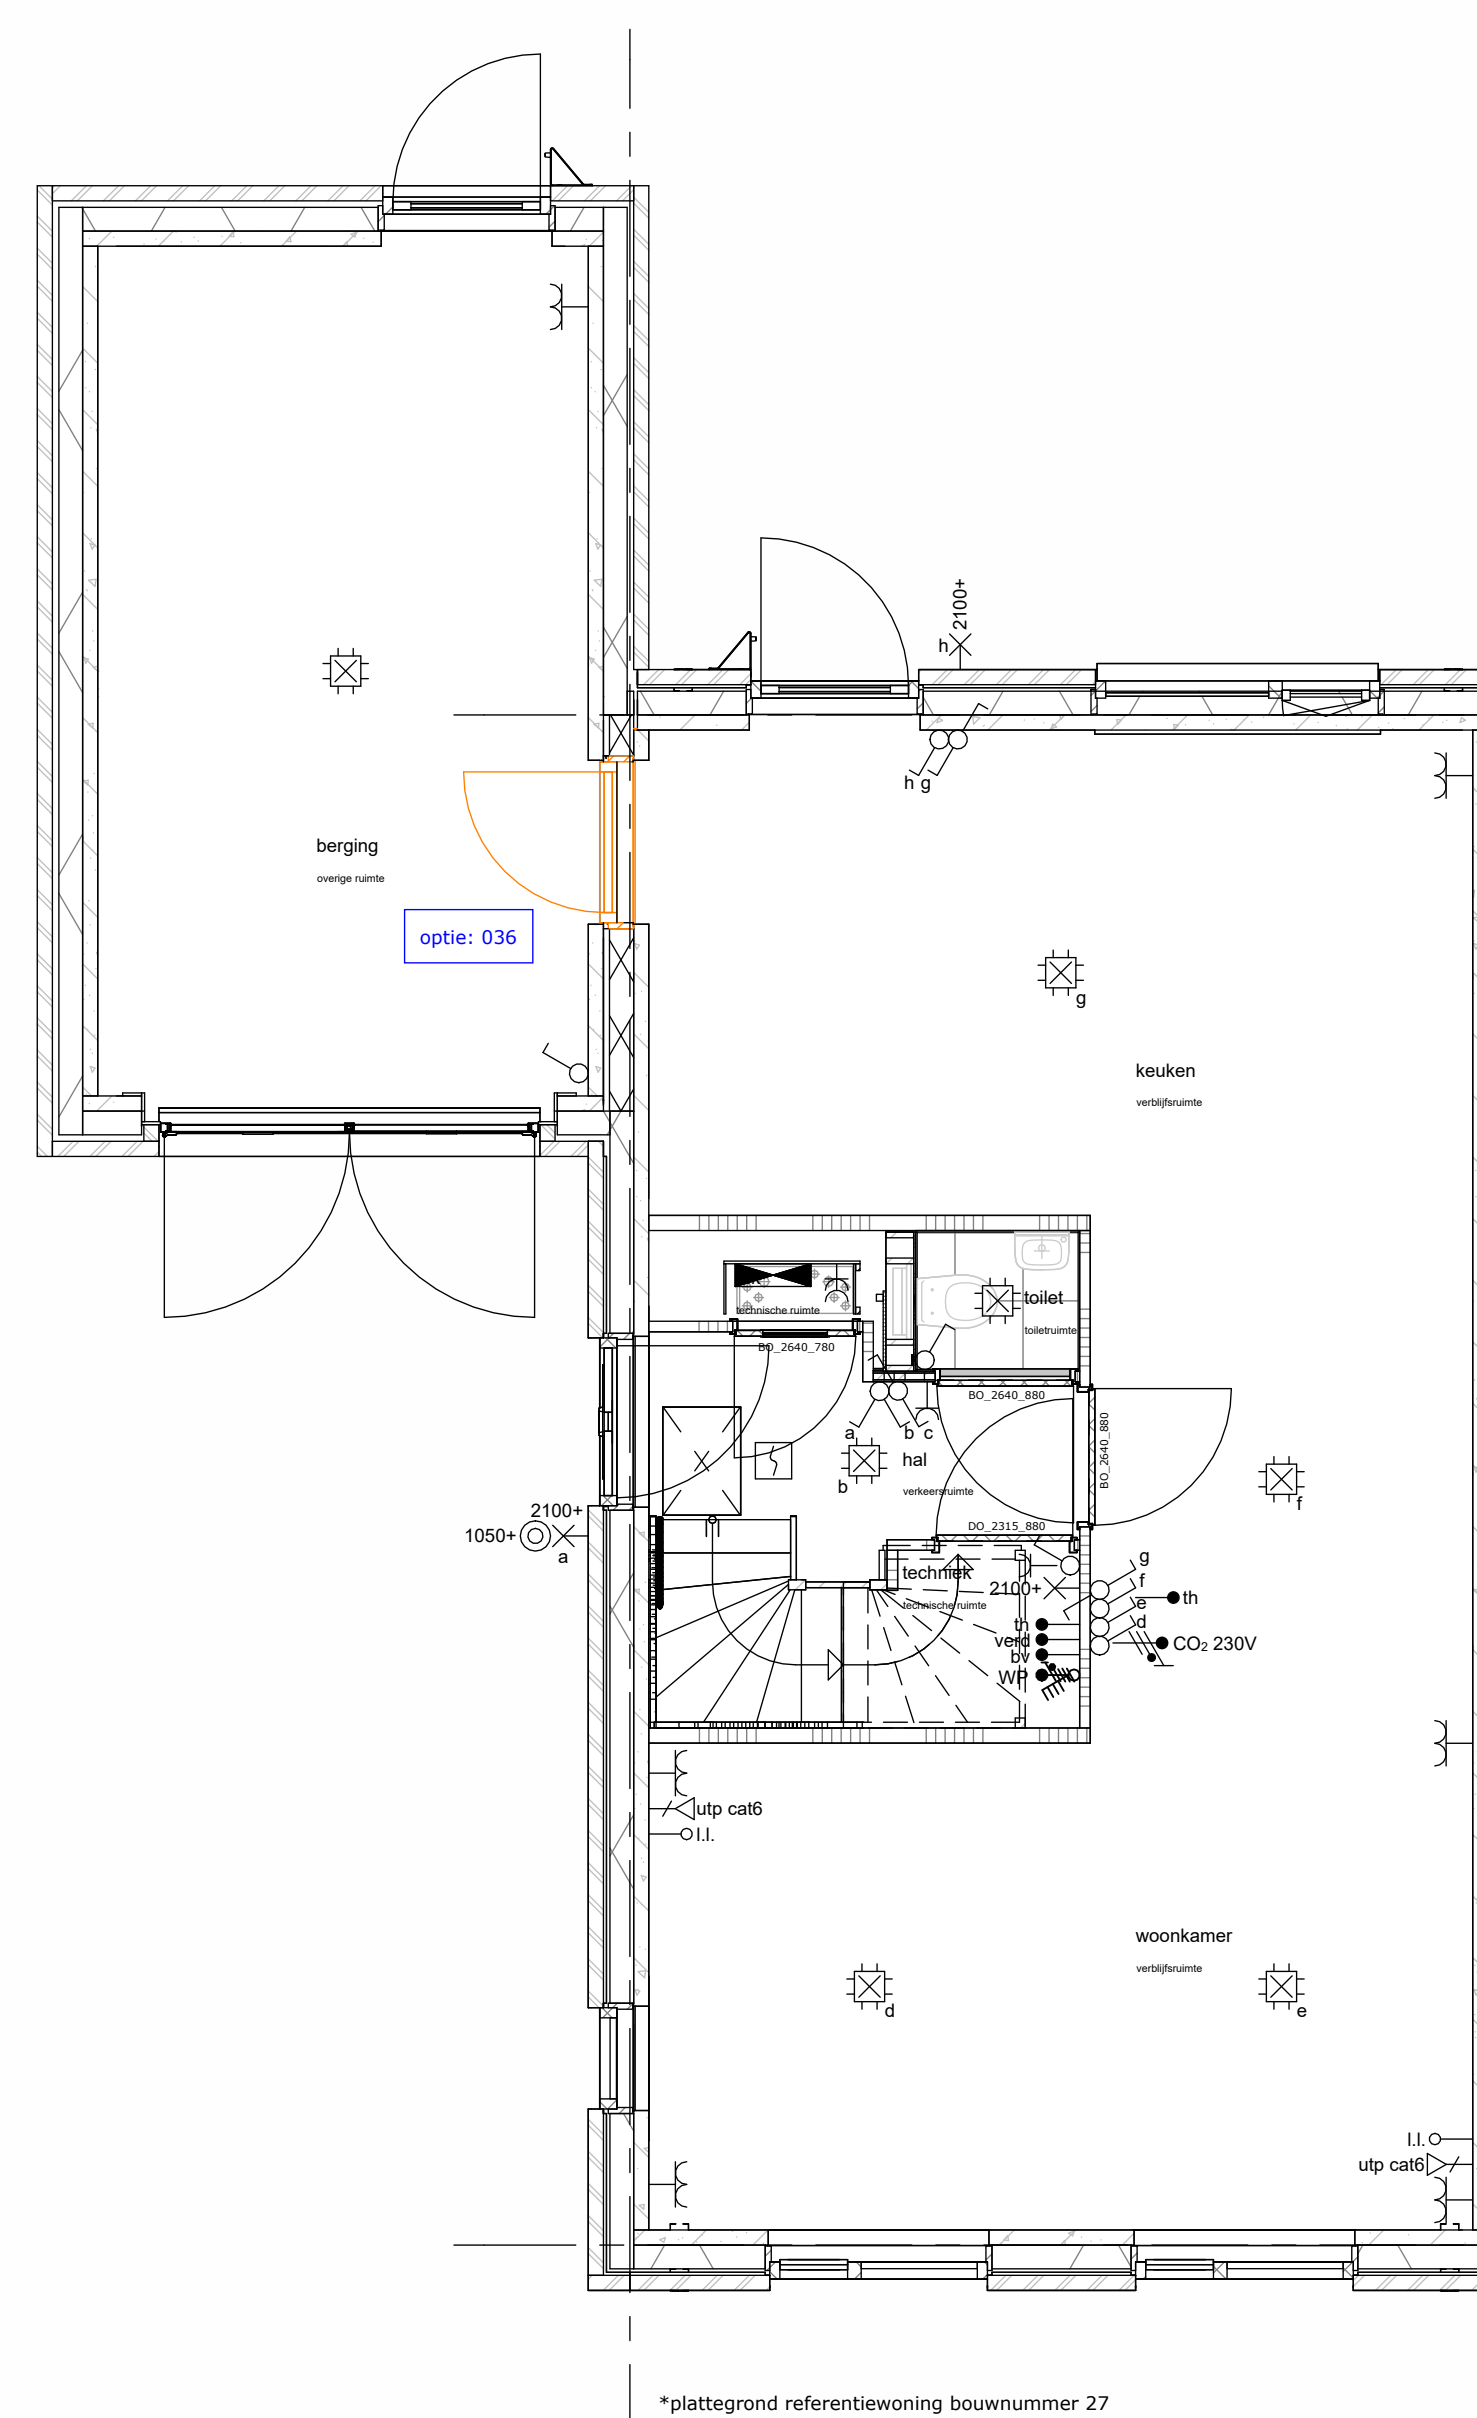 2100+
h
h g
berging
overige ruimte
optie: 036
g
keuken
verblijfsruimte
toilet
toiletruimte
technische ruimte
BO_2640_780
BO_2640_880
BO_2640_880
a
b c
hal
b
verkeersruimte
f
2100+
1050+
a
DO_2315_880
techniek
2100+
technische ruimte
g
f
e
d
th
th
verd
bv
WP
CO₂ 230V
utp cat6
l.l.
woonkamer
verblijfsruimte
d
e
l.l.
utp cat6
*plattegrond referentiewoning bouwnummer 27